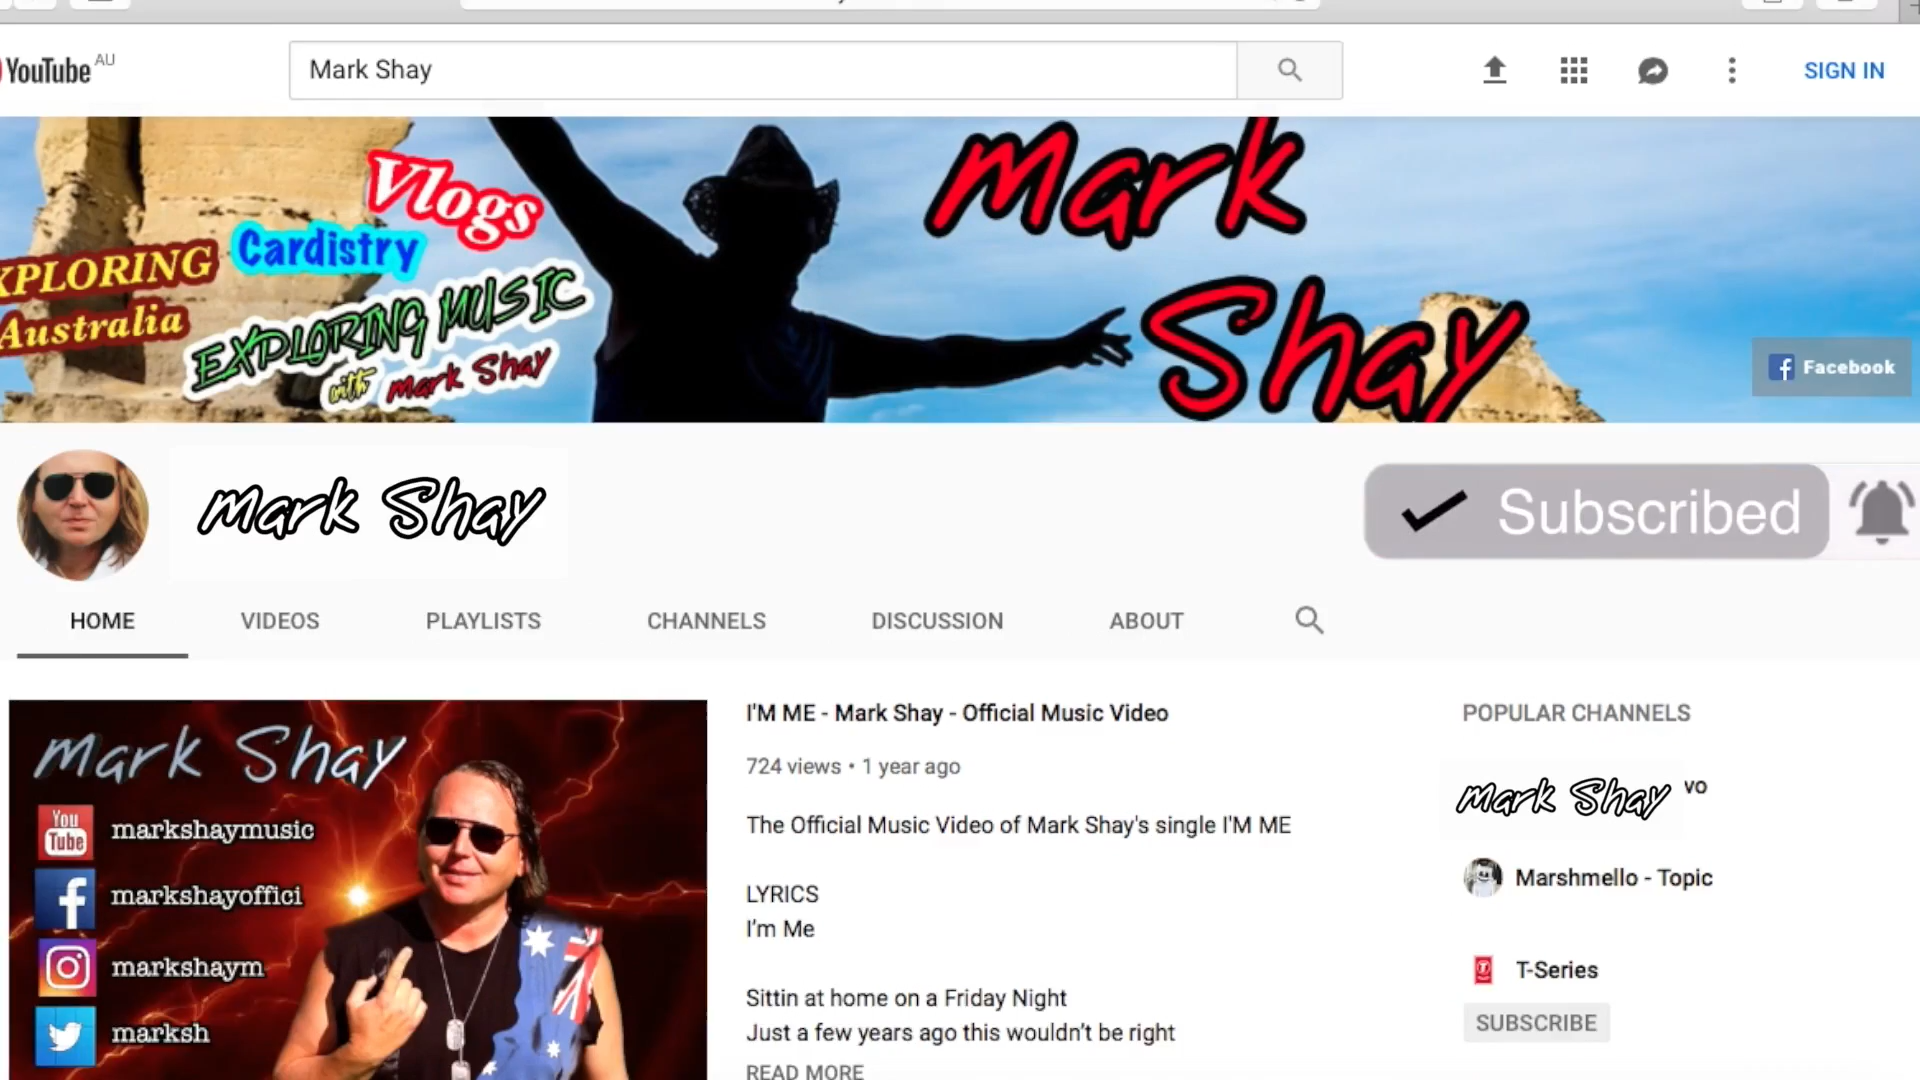 YouTube AU
Mark Shay
SIGN IN
Vlogs
Cardistry
XPLORING
Australia
EXPLORING MUSIC
with Mark Shay
Mark
Shay
Facebook
Mark Shay
Subscribed
HOME
VIDEOS
PLAYLISTS
CHANNELS
DISCUSSION
ABOUT
Mark Shay
You
Tube
markshaymusic
markshayoffici
markshaym
marksh
I'M ME - Mark Shay - Official Music Video
724 views • 1 year ago
The Official Music Video of Mark Shay's single I'M ME
LYRICS
I'm Me
Sittin at home on a Friday Night
Just a few years ago this wouldn't be right
READ MORE
POPULAR CHANNELS
Mark Shay vo
Marshmello - Topic
T-Series
SUBSCRIBE